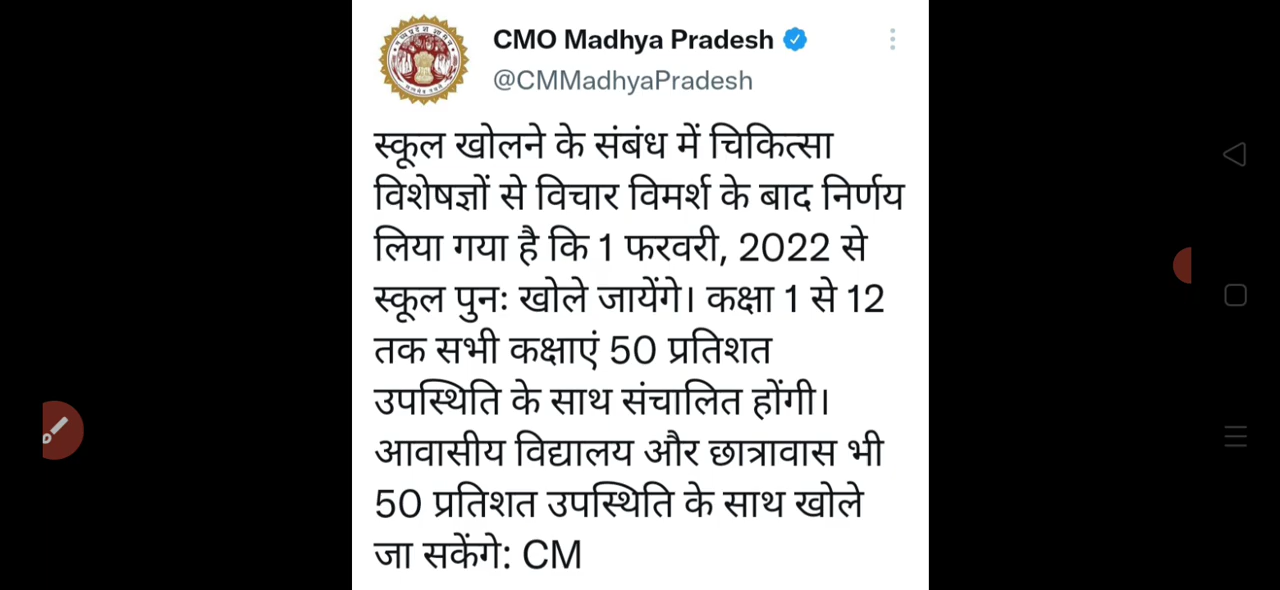 CMO Madhya Pradesh
@CMMadhyaPradesh
स्कूल खोलने के संबंध में चिकित्सा
विशेषज्ञों से विचार विमर्श के बाद निर्णय
लिया गया है कि 1 फरवरी, 2022 से
स्कूल पुनः खोले जायेंगे। कक्षा 1 से 12
तक सभी कक्षाएं 50 प्रतिशत
उपस्थिति के साथ संचालित होंगी।
आवासीय विद्यालय और छात्रावास भी
50 प्रतिशत उपस्थिति के साथ खोले
जा सकेंगे: CM